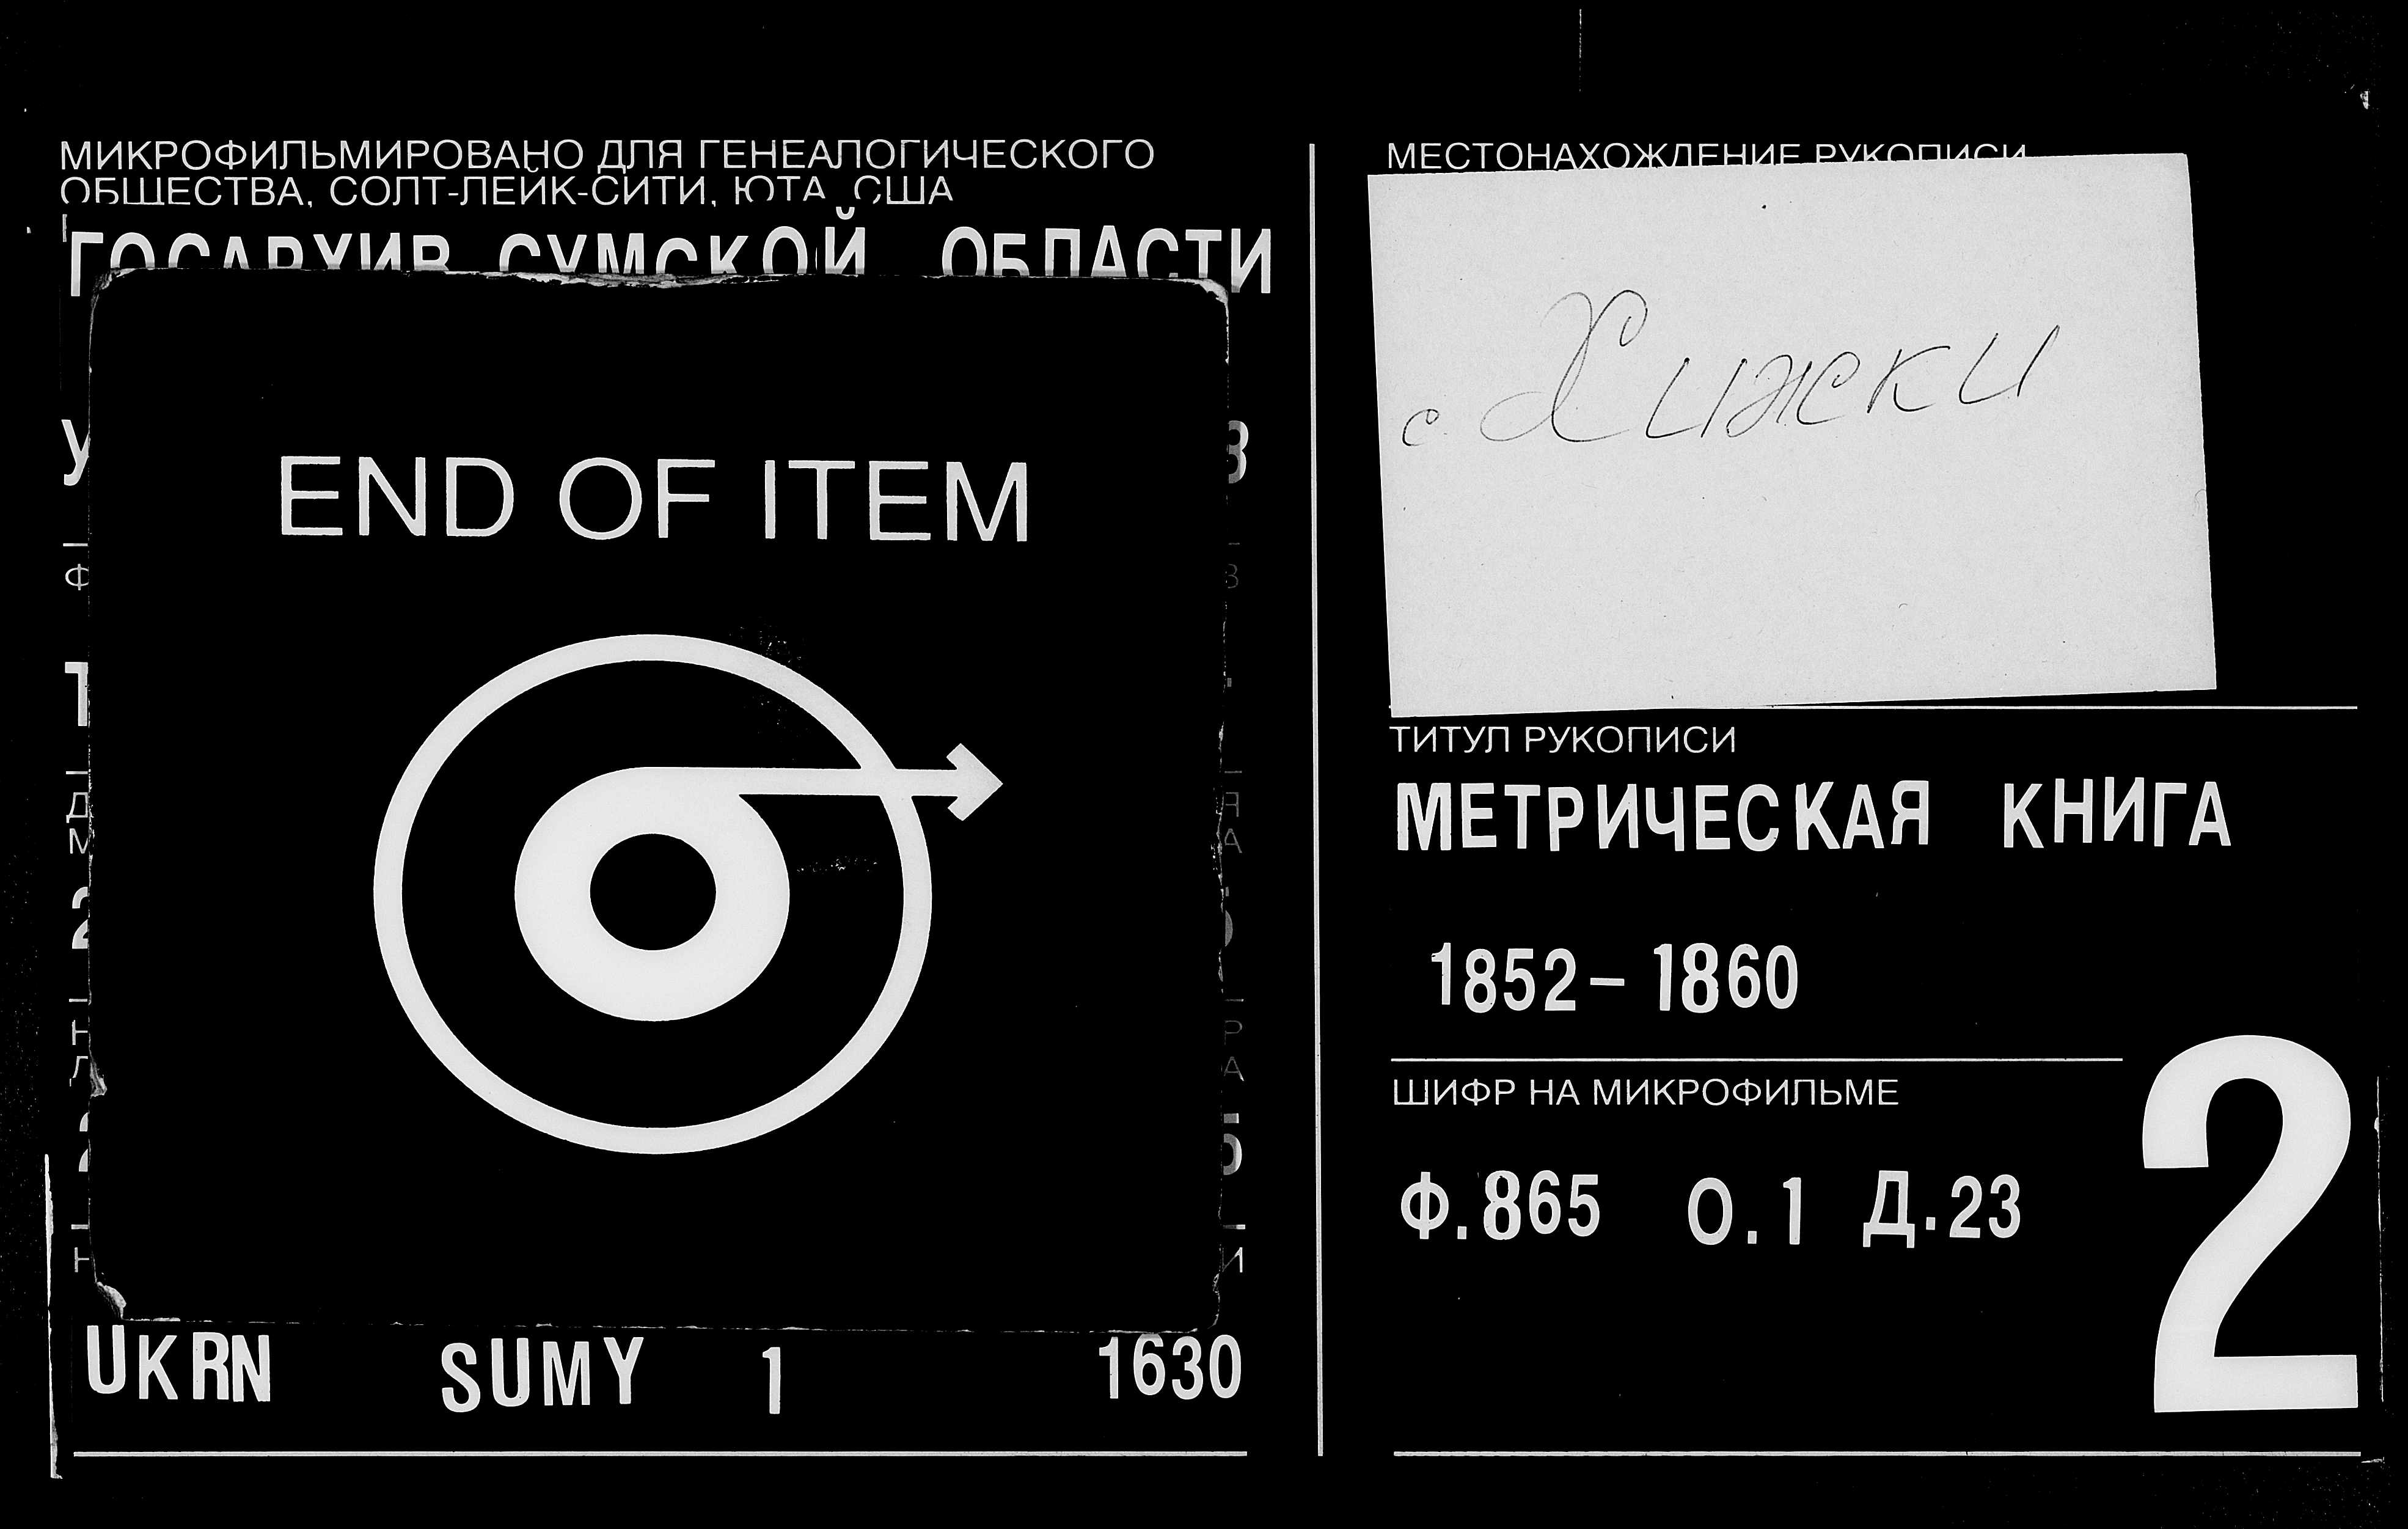 МИКРОФИЛЬМИРОВАНО ДЛЯ ГЕНЕАЛОГИЧЕСКОГО
ОБЩЕСТВА, СОЛТ-ЛЕЙК-СИТИ, ЮТА, США
ГОСАРХИВ СУМСКОЙ ОБЛАСТИ
END OF ITEM
UKRN SUMY 1 1630
МЕСТОНАХОЖДЕНИЕ РУКОПИСИ
с. Хижки
ТИТУЛ РУКОПИСИ
МЕТРИЧЕСКАЯ КНИГА
1852-1860
ШИФР НА МИКРОФИЛЬМЕ
Ф.865 О.1 Д.23
2